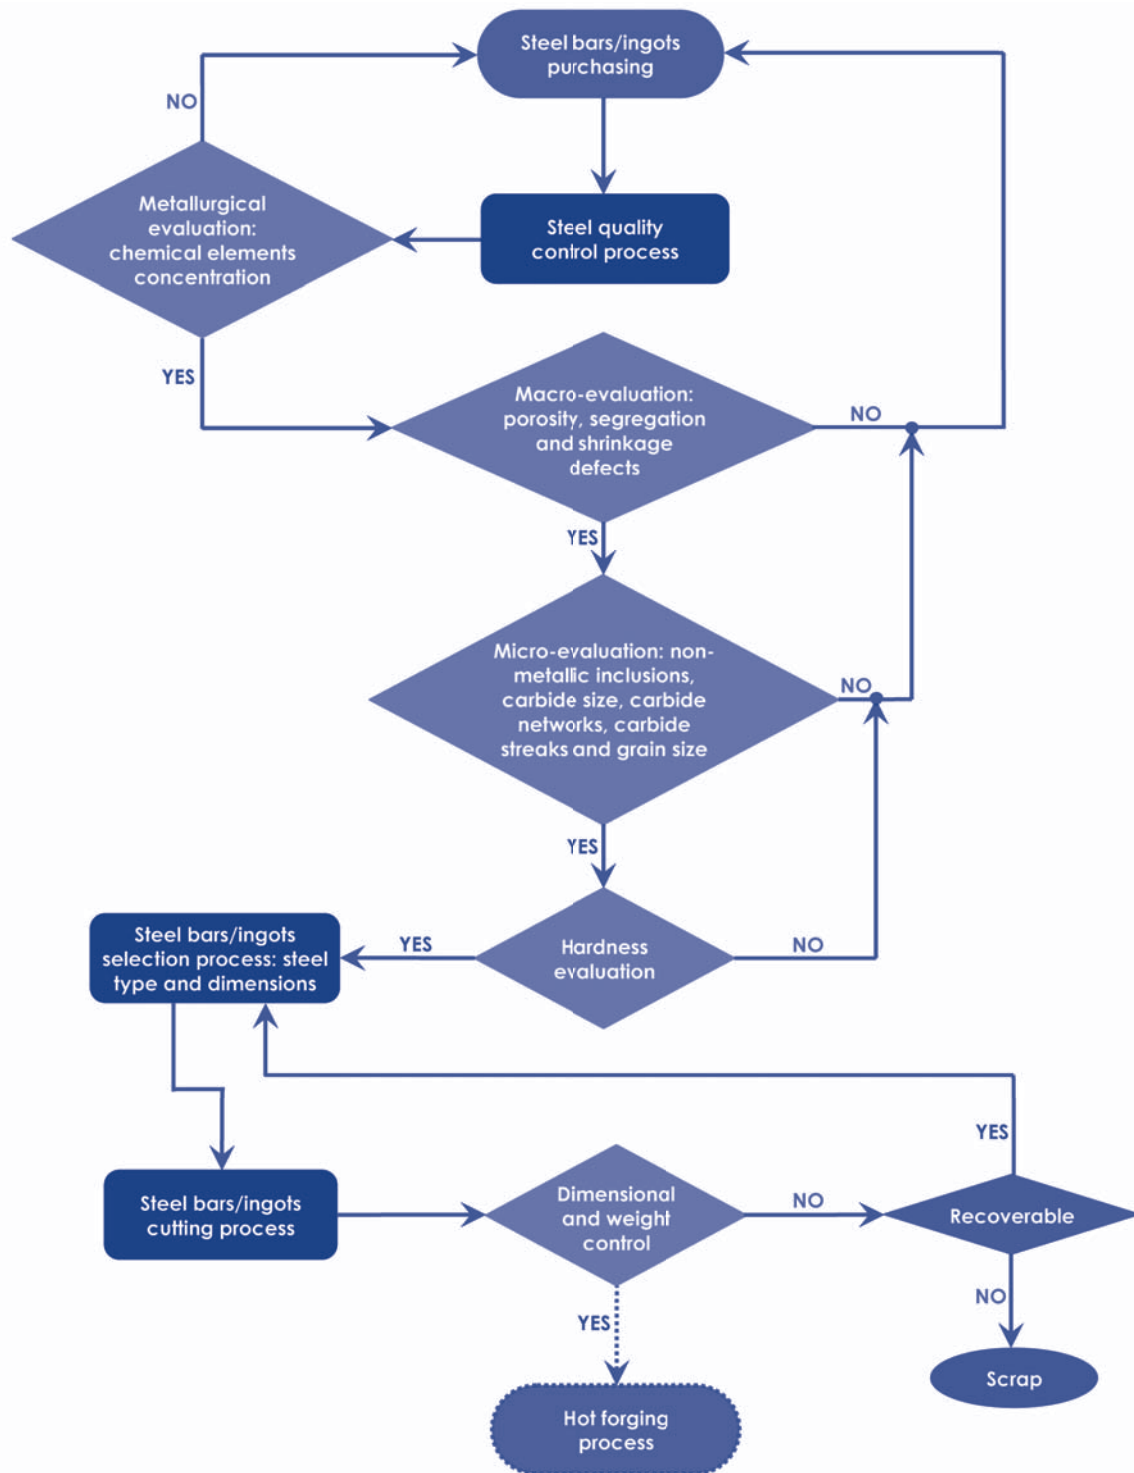 Steel bars/ingots
purchasing
NO
Metallurgical
evaluation:
chemical elements
concentration
Steel quality
control process
YES
Macro-evaluation:
porosity, segregation
and shrinkage
defects
NO
YES
Micro-evaluation: non-
metallic inclusions,
carbide size, carbide
networks, carbide
streaks and grain size
NO
YES
Steel bars/ingots
selection process: steel
type and dimensions
YES
Hardness
evaluation
NO
YES
Steel bars/ingots
cutting process
Dimensional
and weight
control
NO
Recoverable
YES
NO
Scrap
Hot forging
process